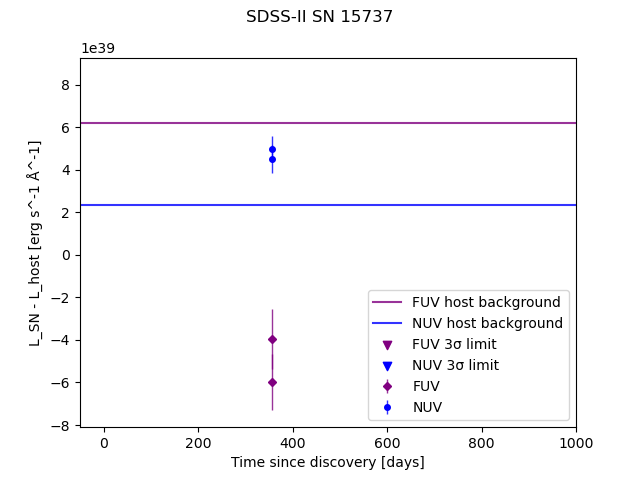 SDSS-II SN 15737
1e39
L_SN - L_host [erg s^-1 Å^-1]
8
6
4
2
0
−2
−4
−6
−8
FUV host background
NUV host background
FUV 3σ limit
NUV 3σ limit
FUV
NUV
0 200 400 600 800 1000
Time since discovery [days]